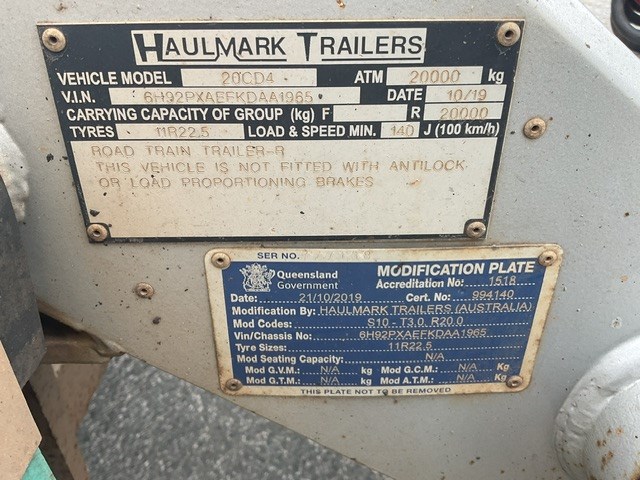 HAULMARK TRAILERS
VEHICLE MODEL 20CD4 ATM 20000 kg
V.I.N. 6H92PXAEFKDAA1965 DATE 10/19
CARRYING CAPACITY OF GROUP (kg) F R 20000
TYRES 11R22.5 LOAD & SPEED MIN. 140 J (100 km/h)
ROAD TRAIN TRAILER-R
THIS VEHICLE IS NOT FITTED WITH ANTILOCK
OR LOAD PROPORTIONING BRAKES
SER NO.
Queensland Government
MODIFICATION PLATE
Accreditation No: 1518
Date: 21/10/2019 Cert. No: 994140
Modification By: HAULMARK TRAILERS (AUSTRALIA)
Mod Codes: S10 - T3.0, R20.0
Vin/Chassis No: 6H92PXAEFKDAA1965
Tyre Sizes: 11R22.5
Mod Seating Capacity: N/A
Mod G.V.M.: N/A kg Mod G.C.M.: N/A Kg
Mod G.T.M.: N/A kg Mod A.T.M.: N/A Kg
THIS PLATE NOT TO BE REMOVED